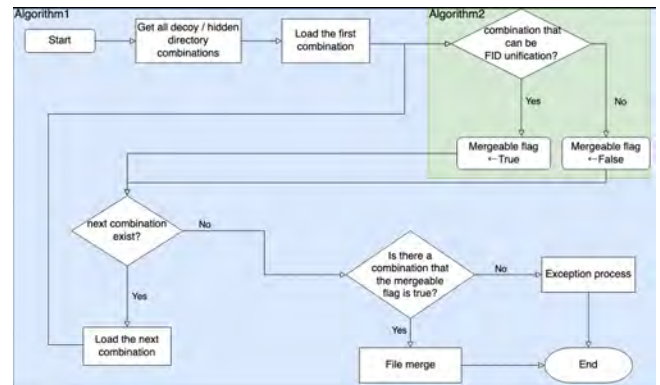 Algorithm1
Algorithm2
Start
Get all decoy / hidden
directory
combinations
Load the first
combination
combination that
can be
FID unification?
Yes
No
Mergeable flag
←True
Mergeable flag
←False
next combination
exist?
No
Yes
Load the next
combination
Is there a
combination that
the mergeable
flag is true?
No
Exception process
Yes
File merge
End